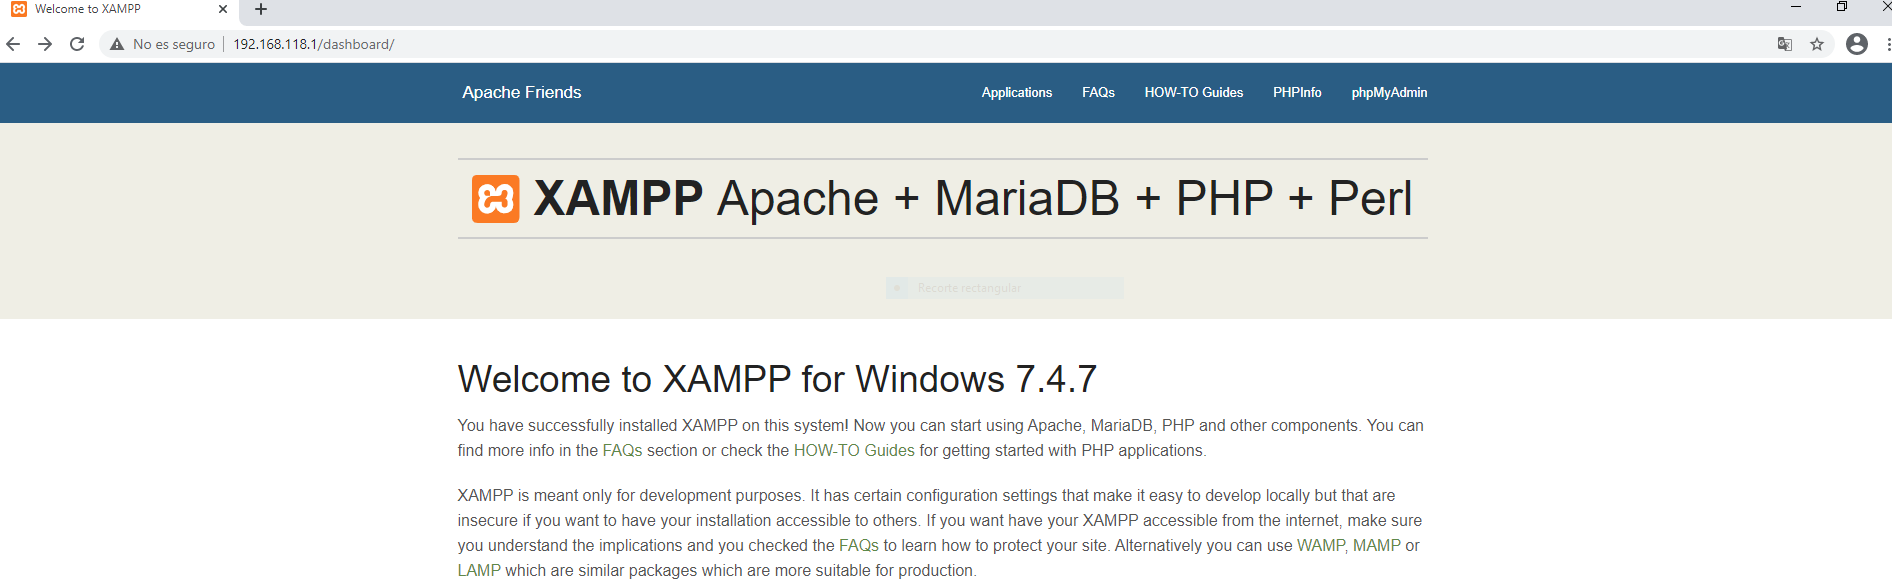 Welcome to XAMPP
No es seguro 192.168.118.1/dashboard/
Apache Friends Applications FAQs HOW-TO Guides PHPInfo phpMyAdmin
XAMPP Apache + MariaDB + PHP + Perl
Recorte rectangular
Welcome to XAMPP for Windows 7.4.7
You have successfully installed XAMPP on this system! Now you can start using Apache, MariaDB, PHP and other components. You can
find more info in the FAQs section or check the HOW-TO Guides for getting started with PHP applications.
XAMPP is meant only for development purposes. It has certain configuration settings that make it easy to develop locally but that are
insecure if you want to have your installation accessible to others. If you want have your XAMPP accessible from the internet, make sure
you understand the implications and you checked the FAQs to learn how to protect your site. Alternatively you can use WAMP, MAMP or
LAMP which are similar packages which are more suitable for production.